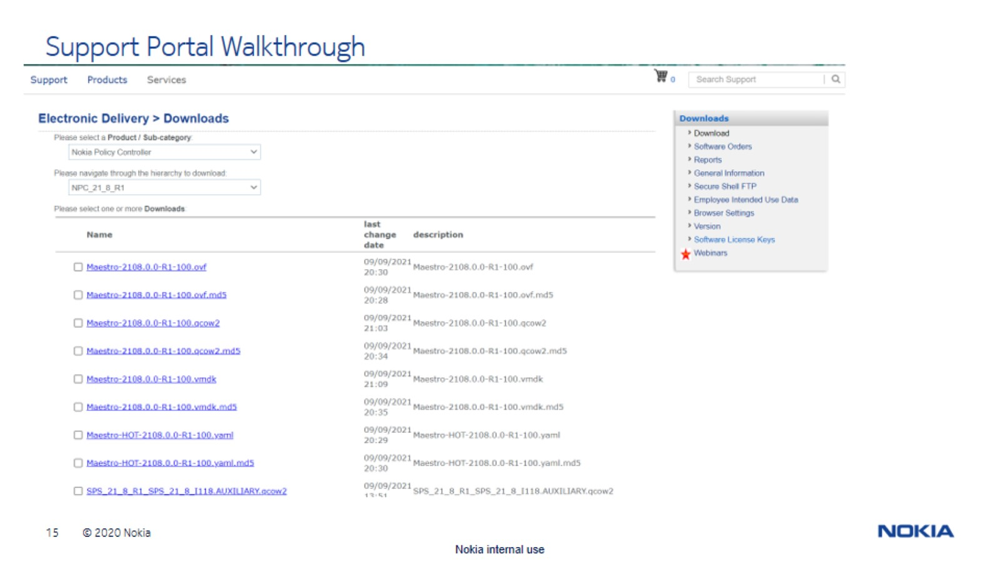 Support Portal Walkthrough
Support Products Services 0 Search Support
Electronic Delivery > Downloads
Please select a Product / Sub-category:
Nokia Policy Controller
Please navigate through the hierarchy to download:
NPC_21_8_R1
Please select one or more Downloads:
Name last change date description
Maestro-2108.0.0-R1-100.ovf 09/09/2021 20:30 Maestro-2108.0.0-R1-100.ovf
Maestro-2108.0.0-R1-100.ovf.md5 09/09/2021 20:28 Maestro-2108.0.0-R1-100.ovf.md5
Maestro-2108.0.0-R1-100.qcow2 09/09/2021 21:03 Maestro-2108.0.0-R1-100.qcow2
Maestro-2108.0.0-R1-100.qcow2.md5 09/09/2021 20:34 Maestro-2108.0.0-R1-100.qcow2.md5
Maestro-2108.0.0-R1-100.vmdk 09/09/2021 21:09 Maestro-2108.0.0-R1-100.vmdk
Maestro-2108.0.0-R1-100.vmdk.md5 09/09/2021 20:35 Maestro-2108.0.0-R1-100.vmdk.md5
Maestro-HOT-2108.0.0-R1-100.yaml 09/09/2021 20:29 Maestro-HOT-2108.0.0-R1-100.yaml
Maestro-HOT-2108.0.0-R1-100.yaml.md5 09/09/2021 20:30 Maestro-HOT-2108.0.0-R1-100.yaml.md5
SPS_21_8_R1_SPS_21_8_I118.AUXILIARY.qcow2 09/09/2021 13:51 SPS_21_8_R1_SPS_21_8_I118.AUXILIARY.qcow2
Downloads
Download
Software Orders
Reports
General Information
Secure Shell FTP
Employee Intended Use Data
Browser Settings
Version
Software License Keys
Webinars
15 © 2020 Nokia
NOKIA
Nokia internal use